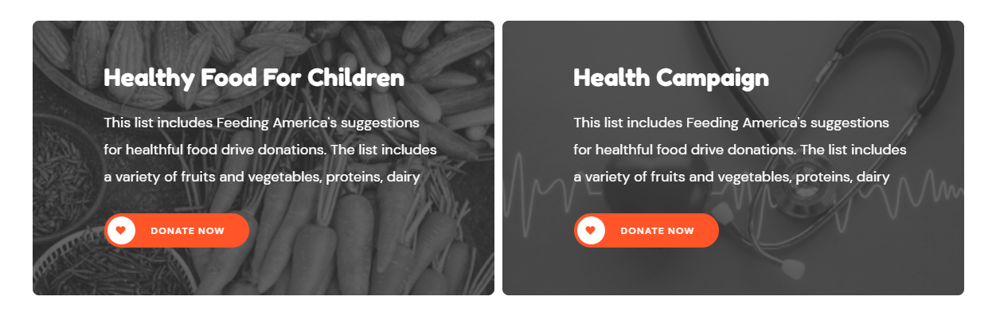 Healthy Food For Children
This list includes Feeding America's suggestions
for healthful food drive donations. The list includes
a variety of fruits and vegetables, proteins, dairy
DONATE NOW
Health Campaign
This list includes Feeding America's suggestions
for healthful food drive donations. The list includes
a variety of fruits and vegetables, proteins, dairy
DONATE NOW